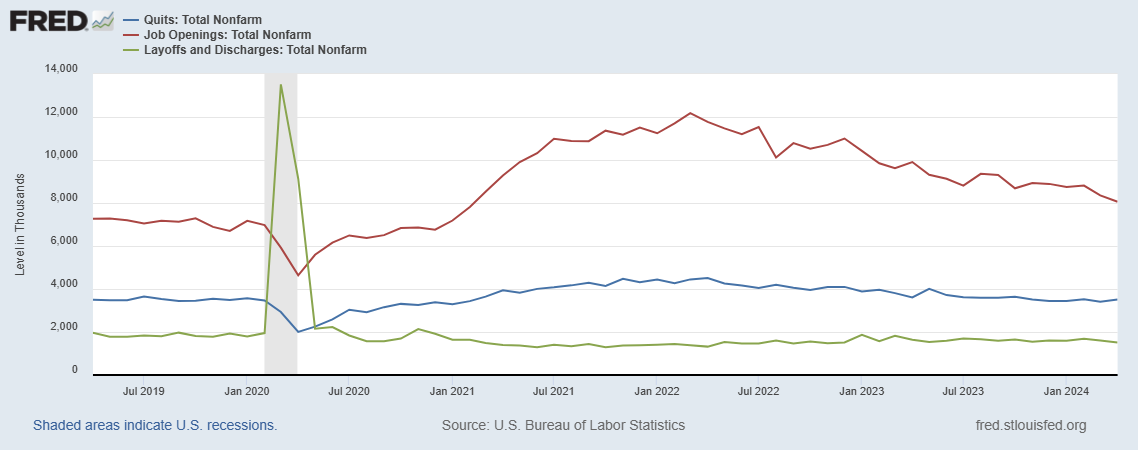 FRED
Quits: Total Nonfarm
Job Openings: Total Nonfarm
Layoffs and Discharges: Total Nonfarm
Level in Thousands
14,000
12,000
10,000
8,000
6,000
4,000
2,000
0
Jul 2019 Jan 2020 Jul 2020 Jan 2021 Jul 2021 Jan 2022 Jul 2022 Jan 2023 Jul 2023 Jan 2024
Shaded areas indicate U.S. recessions. Source: U.S. Bureau of Labor Statistics fred.stlouisfed.org